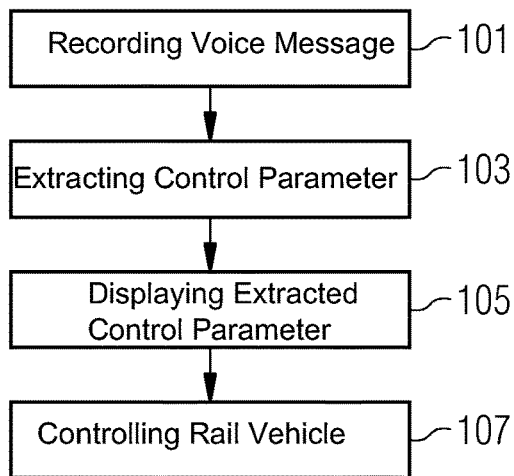 Recording Voice Message 101
Extracting Control Parameter 103
Displaying Extracted
Control Parameter 105
Controlling Rail Vehicle 107